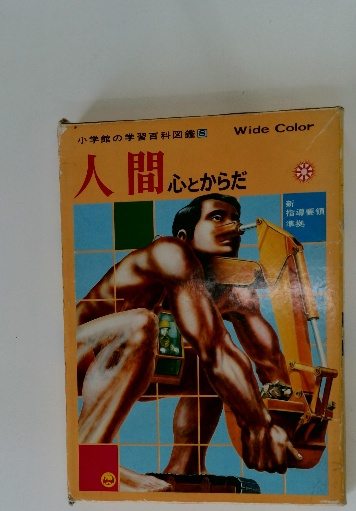 小学館の学習百科図鑑 5
Wide Color
人間 心とからだ
新
指導要領
準拠